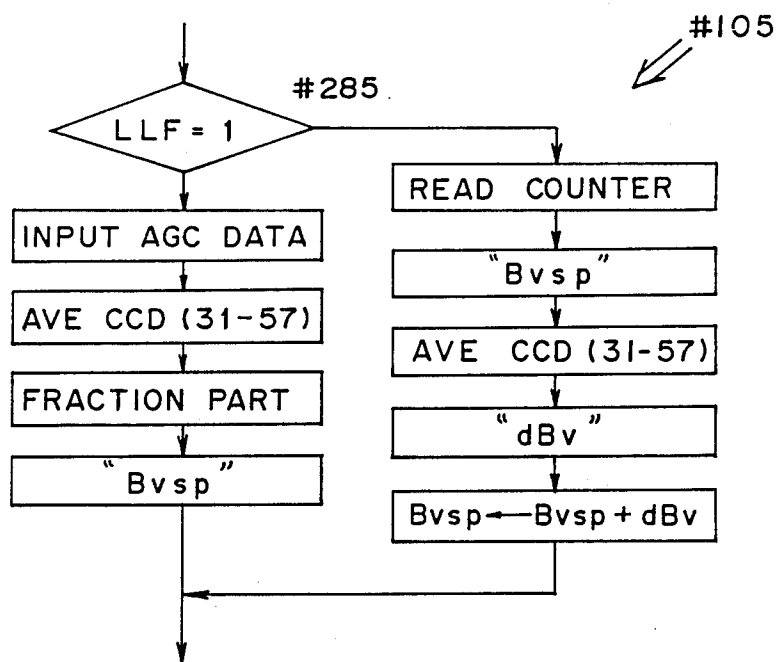 #105
#285
LLF = 1
INPUT AGC DATA
AVE CCD (31-57)
FRACTION PART
"Bvsp"
READ COUNTER
"Bvsp"
AVE CCD (31-57)
"dBv"
Bvsp ← Bvsp + dBv